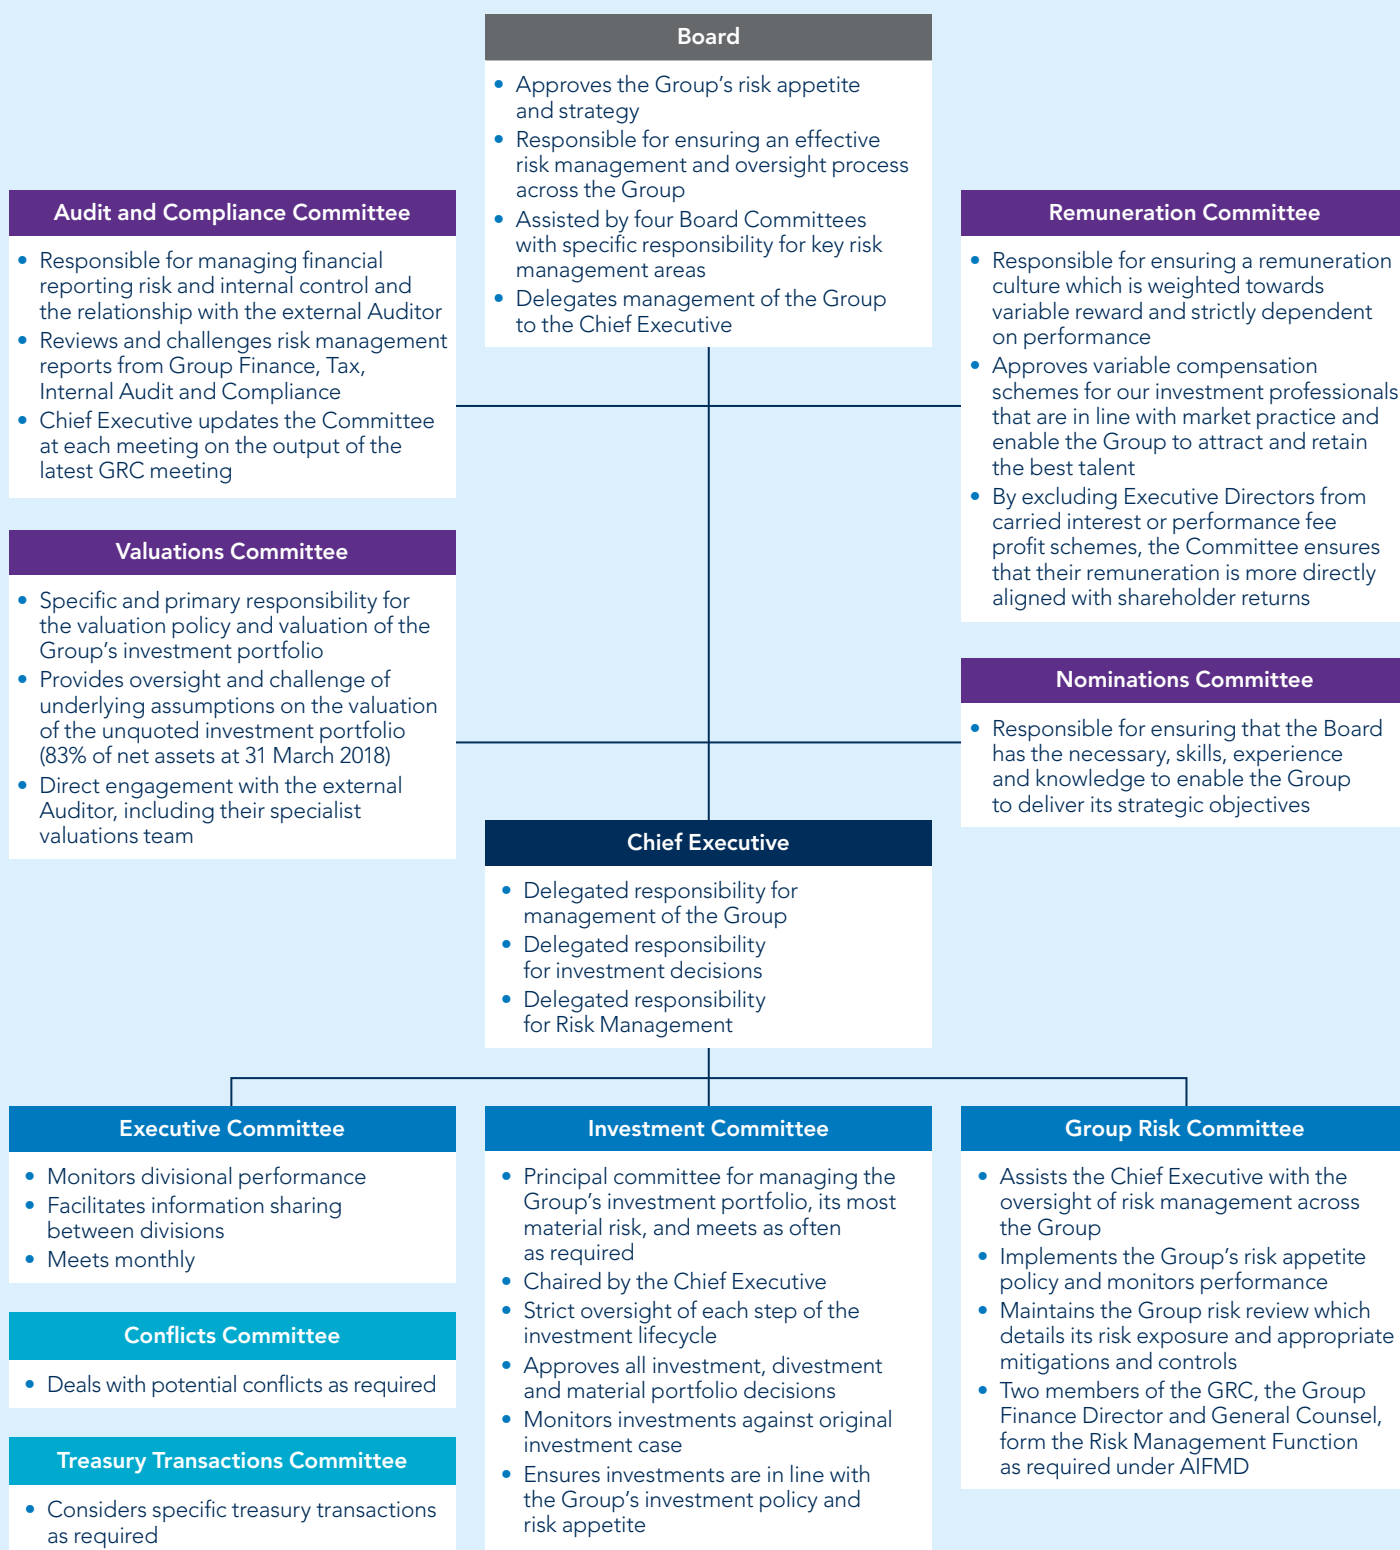 Board
• Approves the Group's risk appetite
and strategy
• Responsible for ensuring an effective
risk management and oversight process
across the Group
• Assisted by four Board Committees
with specific responsibility for key risk
management areas
• Delegates management of the Group
to the Chief Executive
Audit and Compliance Committee
• Responsible for managing financial
reporting risk and internal control and
the relationship with the external Auditor
• Reviews and challenges risk management
reports from Group Finance, Tax,
Internal Audit and Compliance
• Chief Executive updates the Committee
at each meeting on the output of the
latest GRC meeting
Remuneration Committee
• Responsible for ensuring a remuneration
culture which is weighted towards
variable reward and strictly dependent
on performance
• Approves variable compensation
schemes for our investment professionals
that are in line with market practice and
enable the Group to attract and retain
the best talent
• By excluding Executive Directors from
carried interest or performance fee
profit schemes, the Committee ensures
that their remuneration is more directly
aligned with shareholder returns
Valuations Committee
• Specific and primary responsibility for
the valuation policy and valuation of the
Group's investment portfolio
• Provides oversight and challenge of
underlying assumptions on the valuation
of the unquoted investment portfolio
(83% of net assets at 31 March 2018)
• Direct engagement with the external
Auditor, including their specialist
valuations team
Nominations Committee
• Responsible for ensuring that the Board
has the necessary, skills, experience
and knowledge to enable the Group
to deliver its strategic objectives
Chief Executive
• Delegated responsibility for
management of the Group
• Delegated responsibility
for investment decisions
• Delegated responsibility
for Risk Management
Executive Committee
• Monitors divisional performance
• Facilitates information sharing
between divisions
• Meets monthly
Conflicts Committee
• Deals with potential conflicts as required
Treasury Transactions Committee
• Considers specific treasury transactions
as required
Investment Committee
• Principal committee for managing the
Group's investment portfolio, its most
material risk, and meets as often
as required
• Chaired by the Chief Executive
• Strict oversight of each step of the
investment lifecycle
• Approves all investment, divestment
and material portfolio decisions
• Monitors investments against original
investment case
• Ensures investments are in line with
the Group's investment policy and
risk appetite
Group Risk Committee
• Assists the Chief Executive with the
oversight of risk management across
the Group
• Implements the Group's risk appetite
policy and monitors performance
• Maintains the Group risk review which
details its risk exposure and appropriate
mitigations and controls
• Two members of the GRC, the Group
Finance Director and General Counsel,
form the Risk Management Function
as required under AIFMD